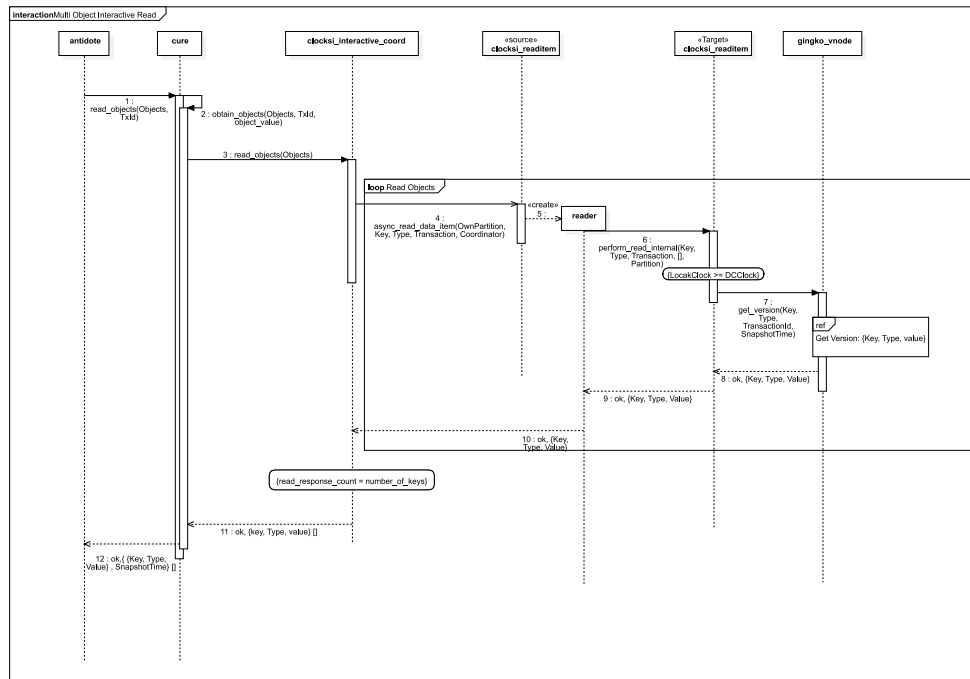 interactionMulti Object Interactive Read
antidote
cure
clocksi_interactive_coord
«source»
clocksi_readitem
«Target»
clocksi_readitem
gingko_vnode
1 :
read_objects(Objects,
TxId)
2 : obtain_objects(Objects, TxId,
object_value)
3 : read_objects(Objects)
loop Read Objects
4 :
async_read_data_item(OwnPartition,
Key, Type, Transaction, Coordinator)
«create»
5 :
reader
6 :
perform_read_internal(Key,
Type, Transaction, [],
Partition)
{LocakClock >= DCClock}
7 :
get_version(Key,
Type,
TransactionId,
SnapshotTime)
ref
Get Version: {Key, Type, value}
8 : ok, {Key, Type, Value}
9 : ok, {Key, Type, Value}
10 : ok, {Key,
Type, Value}
{read_response_count = number_of_keys}
11 : ok, {key, Type, value} []
12 : ok,{ {Key, Type,
Value} , SnapshotTime} []